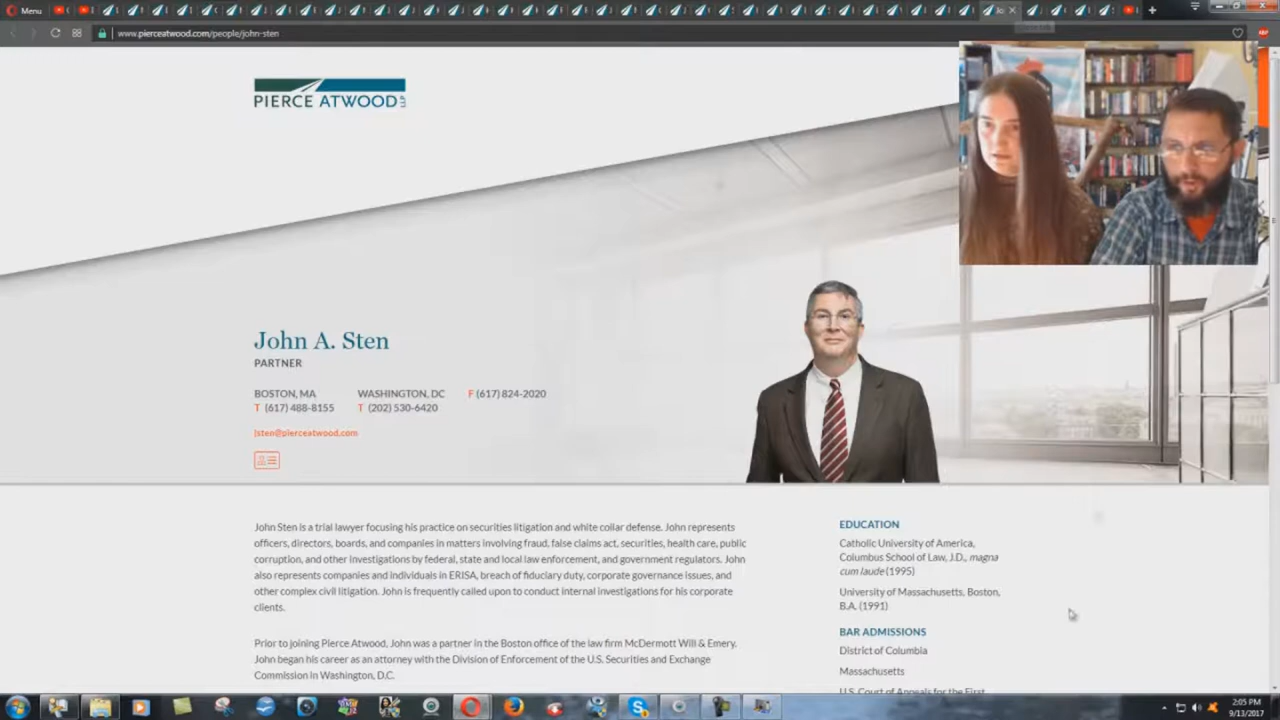 Menu
www.pierceatwood.com/people/john-sten
PIERCE ATWOOD LLP
John A. Sten
PARTNER
BOSTON, MA
T (617) 488-8155
WASHINGTON, DC
T (202) 530-6420
F (617) 824-2020
jsten@pierceatwood.com
John Sten is a trial lawyer focusing his practice on securities litigation and white collar defense. John represents
officers, directors, boards, and companies in matters involving fraud, false claims act, securities, health care, public
corruption, and other investigations by federal, state and local law enforcement, and government regulators. John
also represents companies and individuals in ERISA, breach of fiduciary duty, corporate governance issues, and
other complex civil litigation. John is frequently called upon to conduct internal investigations for his corporate
clients.
Prior to joining Pierce Atwood, John was a partner in the Boston office of the law firm McDermott Will & Emery.
John began his career as an attorney with the Division of Enforcement of the U.S. Securities and Exchange
Commission in Washington, D.C.
EDUCATION
Catholic University of America,
Columbus School of Law, J.D., magna
cum laude (1995)
University of Massachusetts, Boston,
B.A. (1991)
BAR ADMISSIONS
District of Columbia
Massachusetts
U.S. Court of Appeals for the First
2:05 PM
9/13/2017